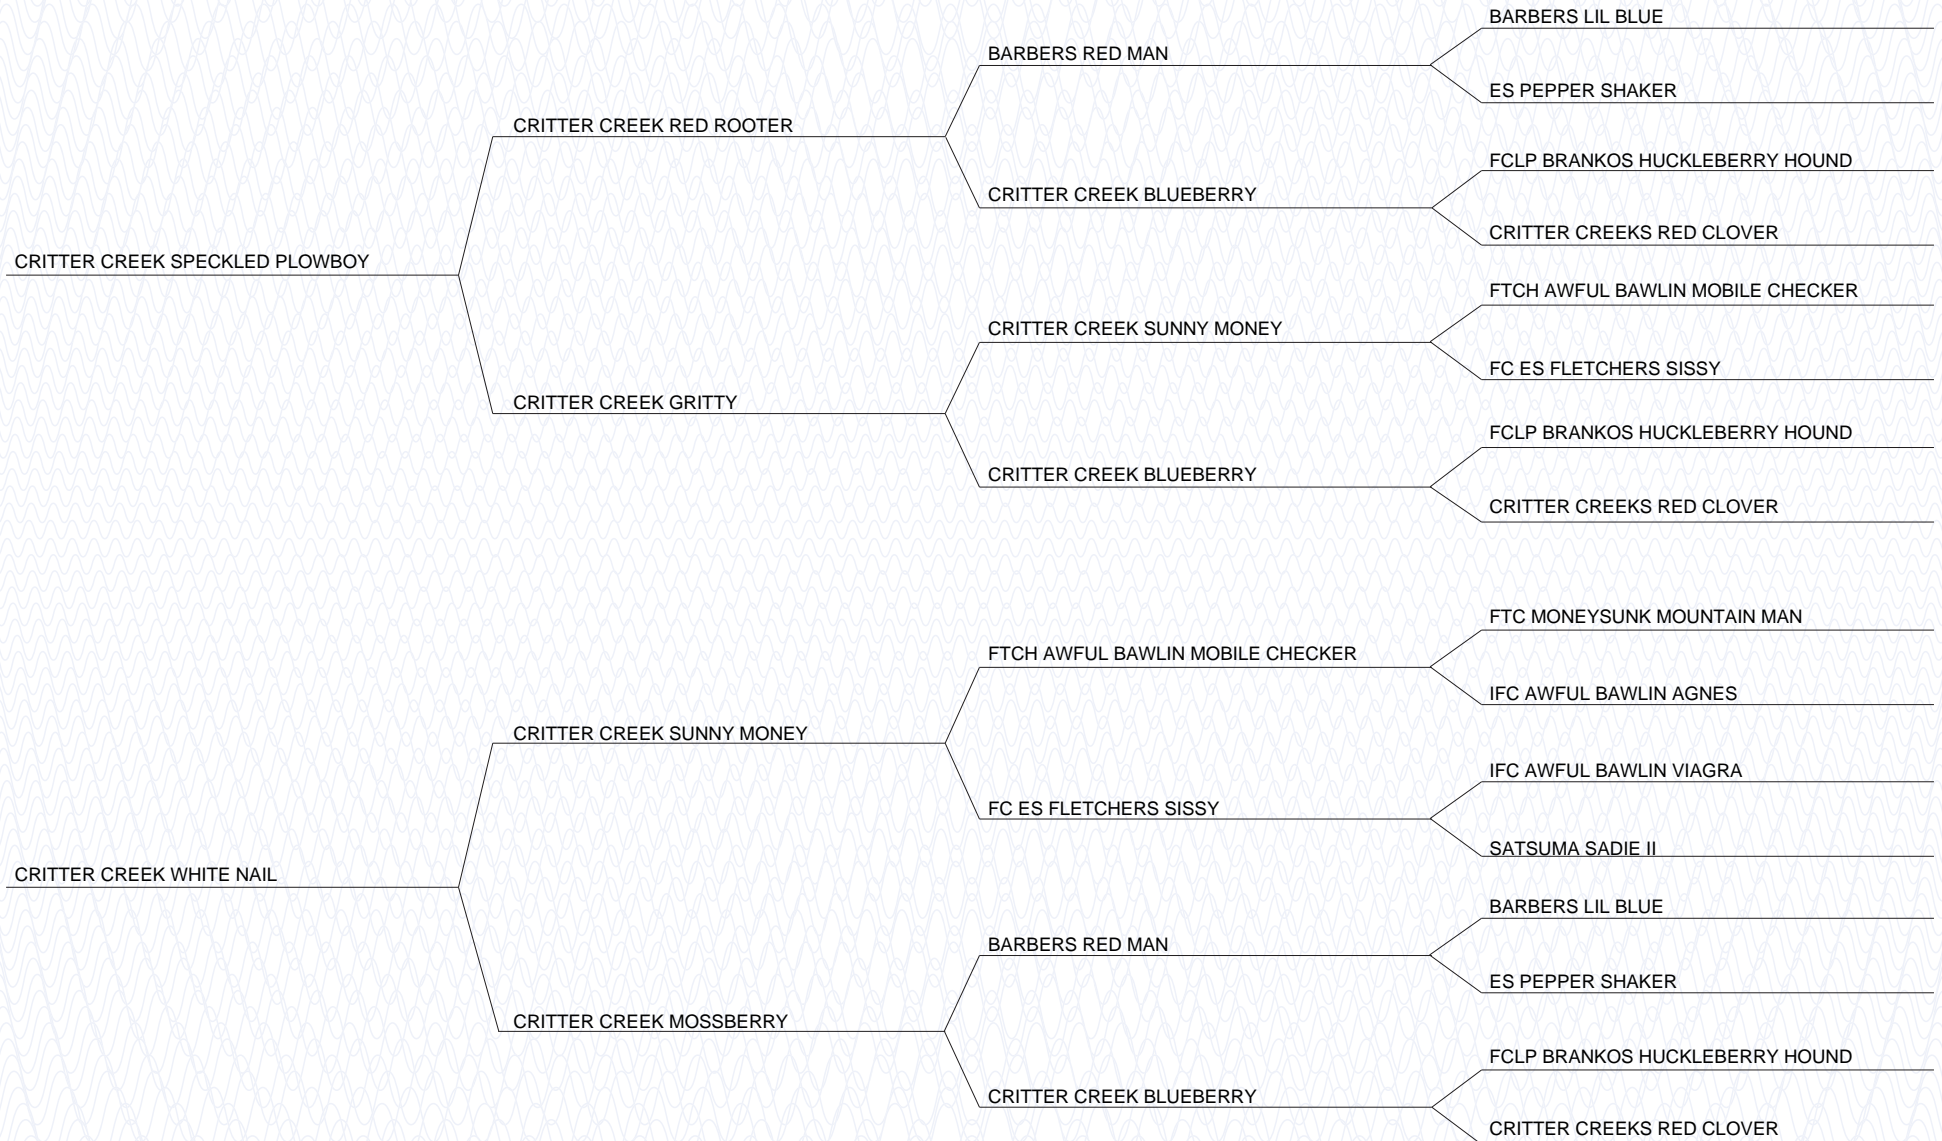 BARBERS LIL BLUE
BARBERS RED MAN
ES PEPPER SHAKER
CRITTER CREEK RED ROOTER
FCLP BRANKOS HUCKLEBERRY HOUND
CRITTER CREEK BLUEBERRY
CRITTER CREEKS RED CLOVER
CRITTER CREEK SPECKLED PLOWBOY
FTCH AWFUL BAWLIN MOBILE CHECKER
CRITTER CREEK SUNNY MONEY
FC ES FLETCHERS SISSY
CRITTER CREEK GRITTY
FCLP BRANKOS HUCKLEBERRY HOUND
CRITTER CREEK BLUEBERRY
CRITTER CREEKS RED CLOVER
FTC MONEYSUNK MOUNTAIN MAN
FTCH AWFUL BAWLIN MOBILE CHECKER
IFC AWFUL BAWLIN AGNES
CRITTER CREEK SUNNY MONEY
IFC AWFUL BAWLIN VIAGRA
FC ES FLETCHERS SISSY
SATSUMA SADIE II
CRITTER CREEK WHITE NAIL
BARBERS LIL BLUE
BARBERS RED MAN
ES PEPPER SHAKER
CRITTER CREEK MOSSBERRY
FCLP BRANKOS HUCKLEBERRY HOUND
CRITTER CREEK BLUEBERRY
CRITTER CREEKS RED CLOVER